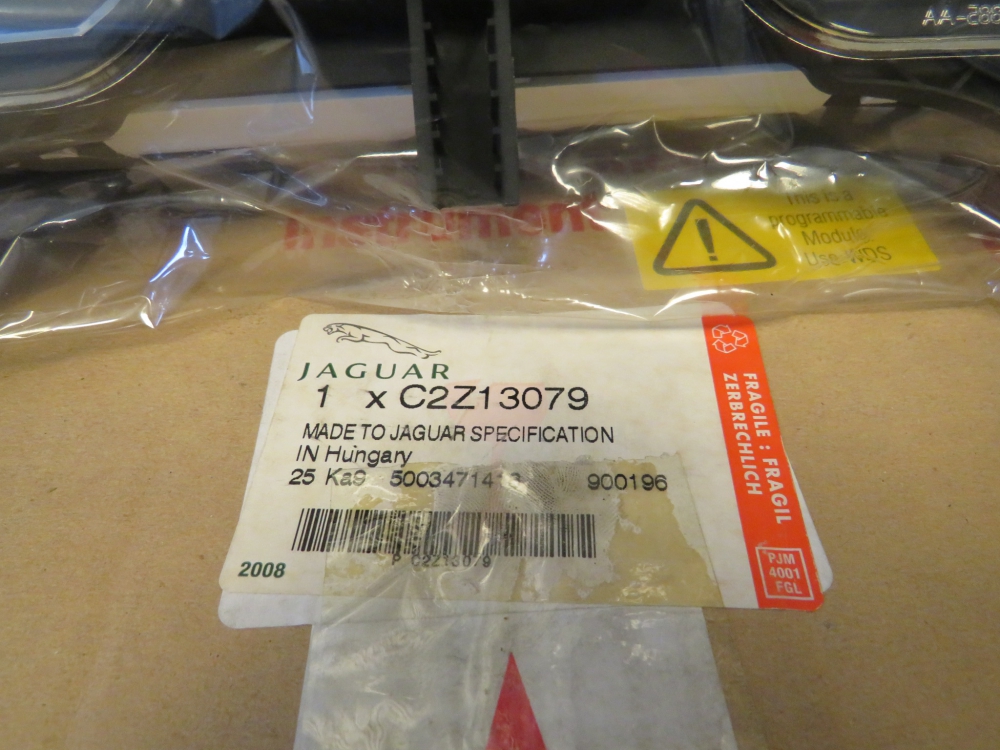 AA-
This is a
programmable
Module
Use WDS
JAGUAR
1 x C2Z13079
MADE TO JAGUAR SPECIFICATION
IN Hungary
25 Ka9 900196
P C2Z13079
2008
FRAGILE : FRAGIL
ZERBRECHLICH
PJM
4001
FGL